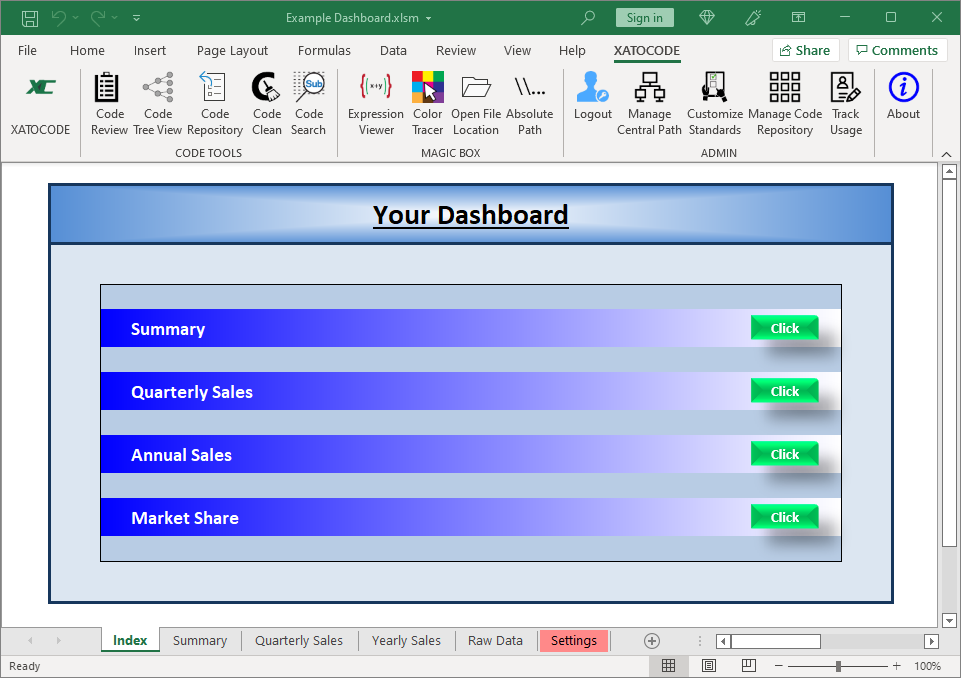 Example Dashboard.xlsm
Sign in
File Home Insert Page Layout Formulas Data Review View Help XATOCODE Share Comments
XC
XATOCODE
Code Review
Code Tree View
Code Repository
Code Clean
Sub
Code Search
CODE TOOLS
{x+y}
Expression Viewer
Color Tracer
Open File Location
\\...
Absolute Path
MAGIC BOX
Logout
Manage Central Path
Customize Standards
Manage Code Repository
Track Usage
ADMIN
i
About
Your Dashboard
Summary Click
Quarterly Sales Click
Annual Sales Click
Market Share Click
Index Summary Quarterly Sales Yearly Sales Raw Data Settings
Ready 100%